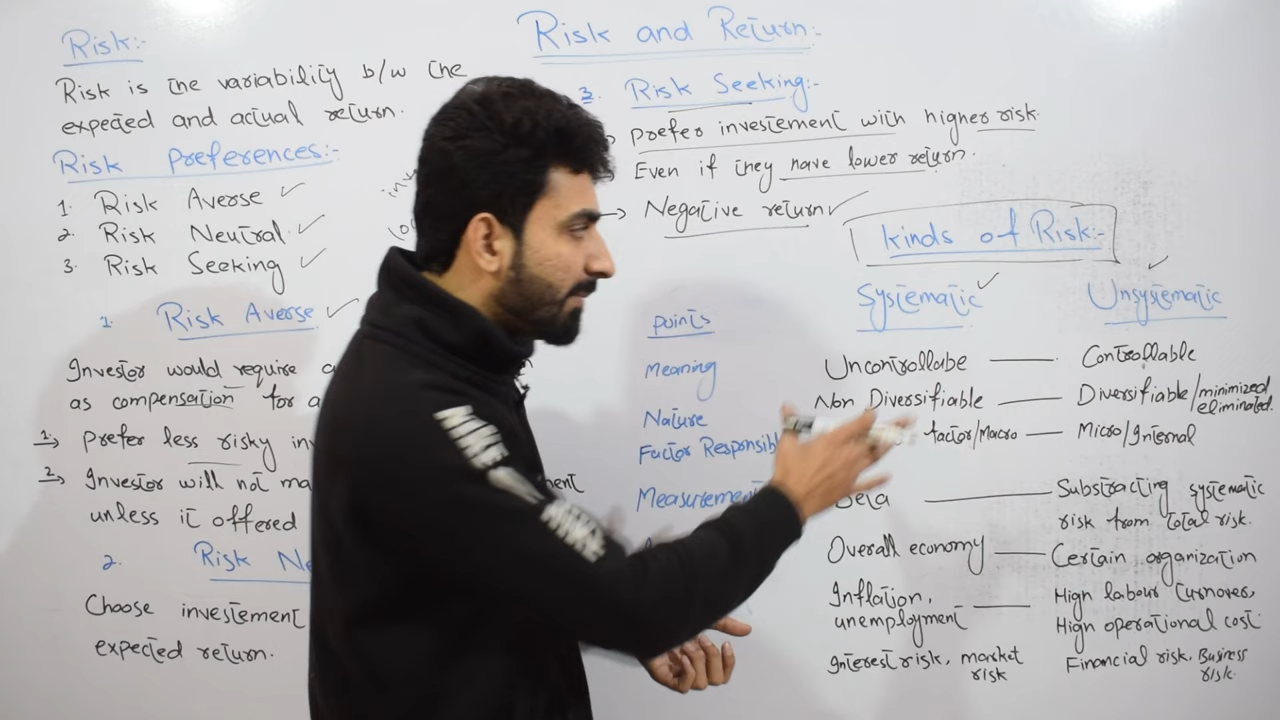 Risk and Return:-
Risk:-
Risk is the variability b/w the
expected and actual return.
Risk preferences:-
1. Risk Averse ✓
2. Risk Neutral ✓
3. Risk Seeking ✓
1. Risk Averse ✓
Investor would require
as compensation for a
1→ prefer less risky inv
2→ Investor will not ma
unless it offered
2. Risk Ne
Choose investement
expected return.
3. Risk Seeking:-
prefer investement with higher risk.
Even if they have lower return.
→ Negative return ✓
kinds of Risk:-
points Systematic ✓ Unsystematic ✓
Meaning Uncontrollabe — Controllable
Nature Non Diversifiable — Diversifiable/minimized eliminated.
Factor Responsib factor/Macro — Micro/Internal
Measurement Beta — Substracting systematic
risk from total risk.
Overall economy — Certain organization
Inflation, — High labour turnover,
unemployment High operational cost
Interest risk, market risk Financial risk, Business risk.
NIKE
NIKE